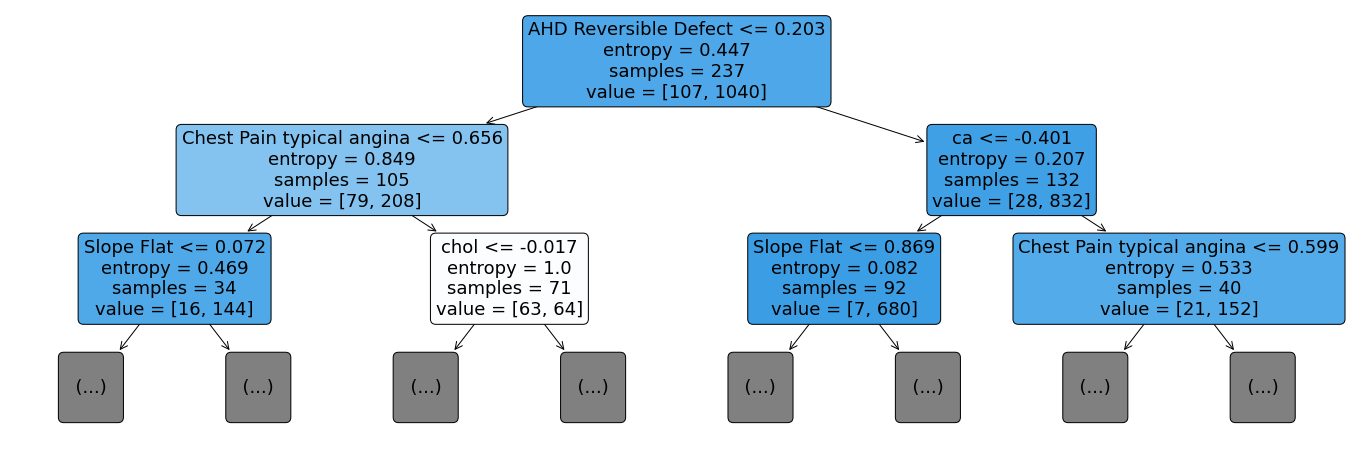 AHD Reversible Defect <= 0.203
entropy = 0.447
samples = 237
value = [107, 1040]
Chest Pain typical angina <= 0.656
entropy = 0.849
samples = 105
value = [79, 208]
ca <= -0.401
entropy = 0.207
samples = 132
value = [28, 832]
Slope Flat <= 0.072
entropy = 0.469
samples = 34
value = [16, 144]
chol <= -0.017
entropy = 1.0
samples = 71
value = [63, 64]
Slope Flat <= 0.869
entropy = 0.082
samples = 92
value = [7, 680]
Chest Pain typical angina <= 0.599
entropy = 0.533
samples = 40
value = [21, 152]
(...)
(...)
(...)
(...)
(...)
(...)
(...)
(...)